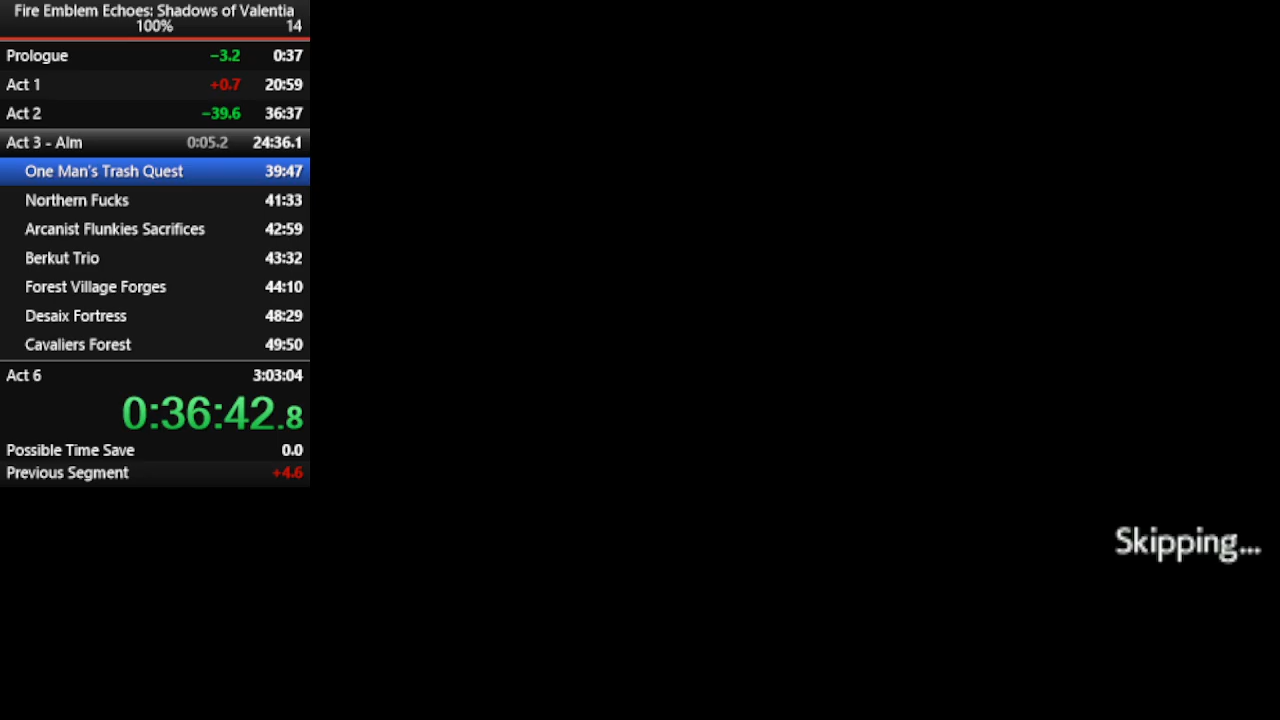 Fire Emblem Echoes: Shadows of Valentia
100% 14
Prologue −3.2 0:37
Act 1 +0.7 20:59
Act 2 −39.6 36:37
Act 3 - Alm 0:05.2 24:36.1
One Man's Trash Quest 39:47
Northern Fucks 41:33
Arcanist Flunkies Sacrifices 42:59
Berkut Trio 43:32
Forest Village Forges 44:10
Desaix Fortress 48:29
Cavaliers Forest 49:50
Act 6 3:03:04
0:36:42.8
Possible Time Save 0.0
Previous Segment +4.6
Skipping...